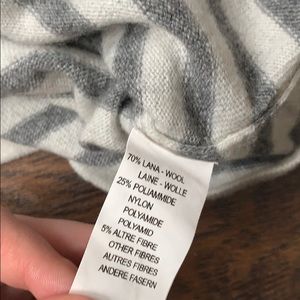 70% LANA - WOOL
LAINE - WOLLE
25% POLIAMMIDE
NYLON
POLYAMIDE
POLYAMID
5% ALTRE FIBRE
OTHER FIBRES
AUTRES FIBRES
ANDERE FASERN